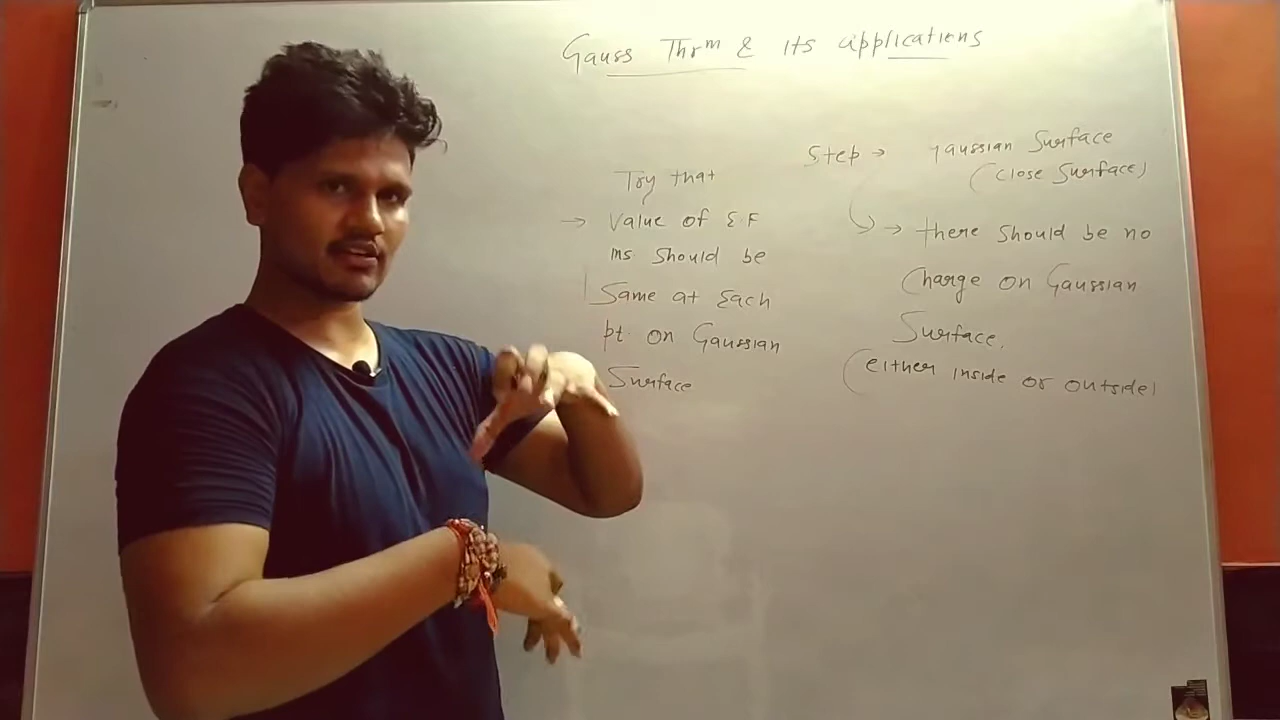 Gauss Thrm & its applications
Try that
→ Value of EF
ms should be
Same at Each
pt. on Gaussian
Surface
Step → gaussian Surface
(Close Surface)
→ there should be no
Charge on Gaussian
Surface.
(either inside or outside)